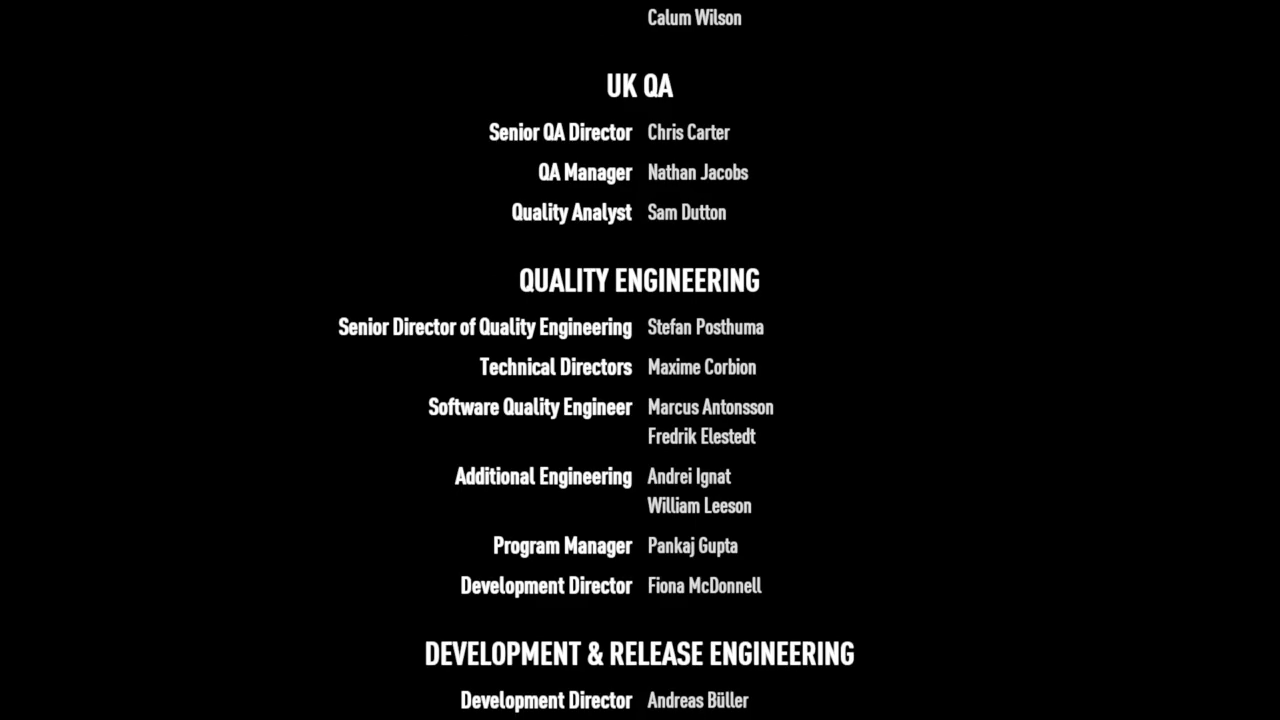 Calum Wilson
UK QA
Senior QA Director Chris Carter
QA Manager Nathan Jacobs
Quality Analyst Sam Dutton
QUALITY ENGINEERING
Senior Director of Quality Engineering Stefan Posthuma
Technical Directors Maxime Corbion
Software Quality Engineer Marcus Antonsson
Fredrik Elestedt
Additional Engineering Andrei Ignat
William Leeson
Program Manager Pankaj Gupta
Development Director Fiona McDonnell
DEVELOPMENT & RELEASE ENGINEERING
Development Director Andreas Büller